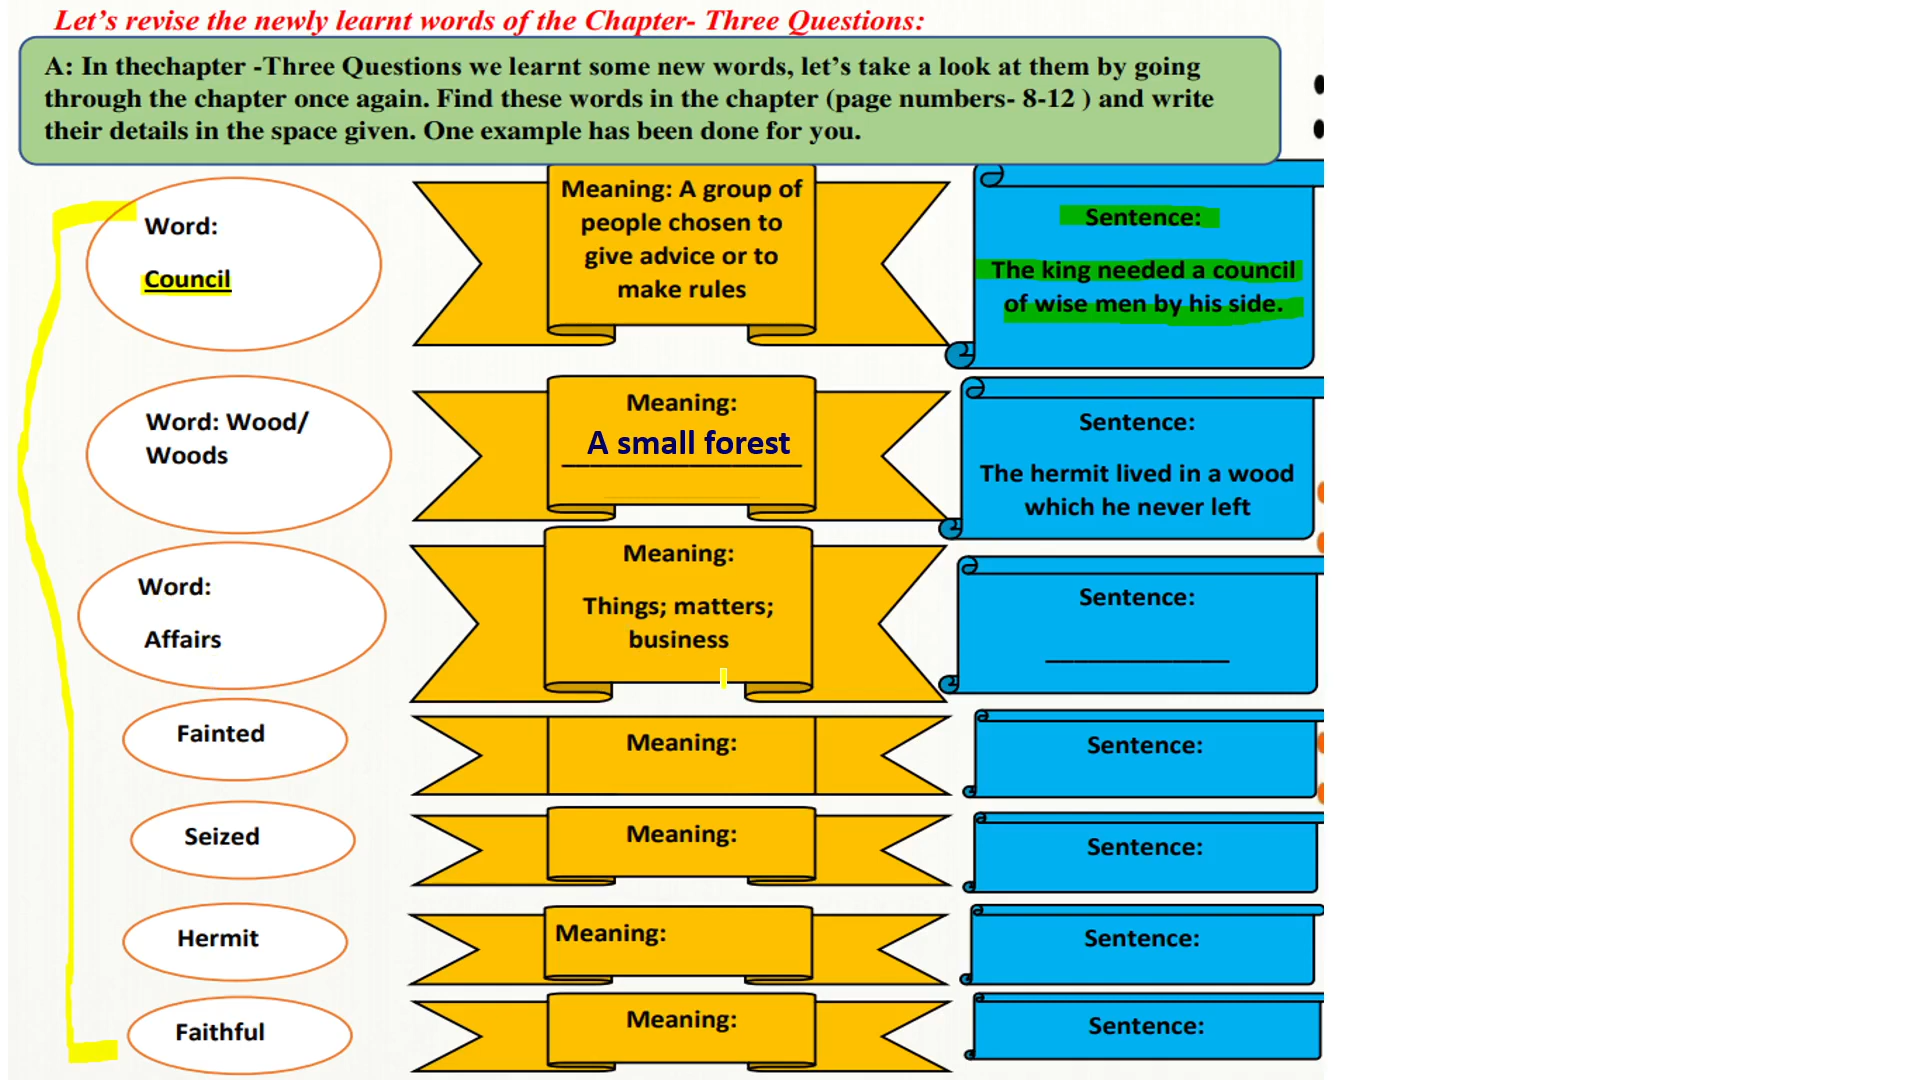 Let's revise the newly learnt words of the Chapter- Three Questions:
A: In thechapter -Three Questions we learnt some new words, let's take a look at them by going
through the chapter once again. Find these words in the chapter (page numbers- 8-12 ) and write
their details in the space given. One example has been done for you.
Word:
Council
Meaning: A group of
people chosen to
give advice or to
make rules
Sentence:
The king needed a council
of wise men by his side.
Word: Wood/
Woods
Meaning:
A small forest
Sentence:
The hermit lived in a wood
which he never left
Word:
Affairs
Meaning:
Things; matters;
business
Sentence:
Fainted
Meaning:
Sentence:
Seized
Meaning:
Sentence:
Hermit
Meaning:
Sentence:
Faithful
Meaning:
Sentence: